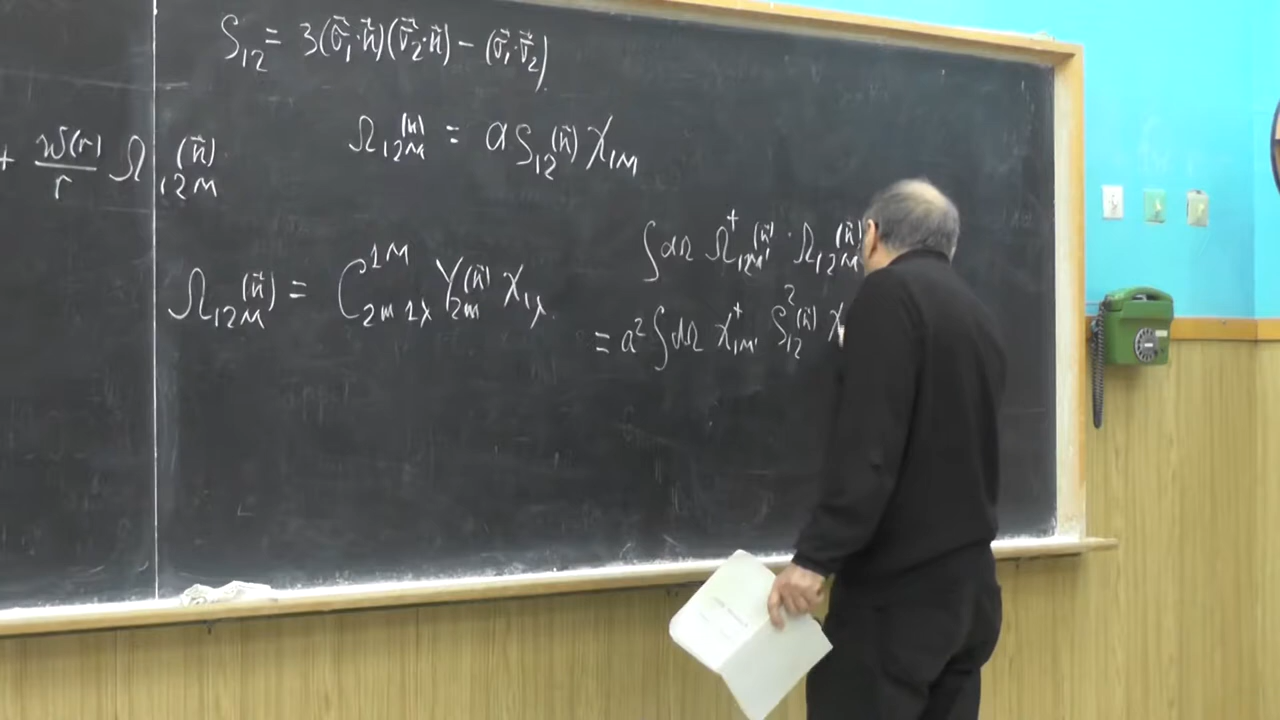 S₁₂ = 3(σ⃗₁·n⃗)(σ⃗₂·n⃗) − (σ⃗₁·σ⃗₂)
Ω₁₂M(n⃗) = a S₁₂(n⃗) χ₁M
+ w(r)/r Ω₁₂M(n⃗)
∫dΩ Ω⁺₁₂M'(n⃗) · Ω₁₂M(n⃗)
Ω₁₂M(n⃗) = C^{1M}_{2m 1λ} Y₂m(n⃗) χ₁λ
= a² ∫dΩ χ⁺₁M' S²₁₂(n⃗) χ